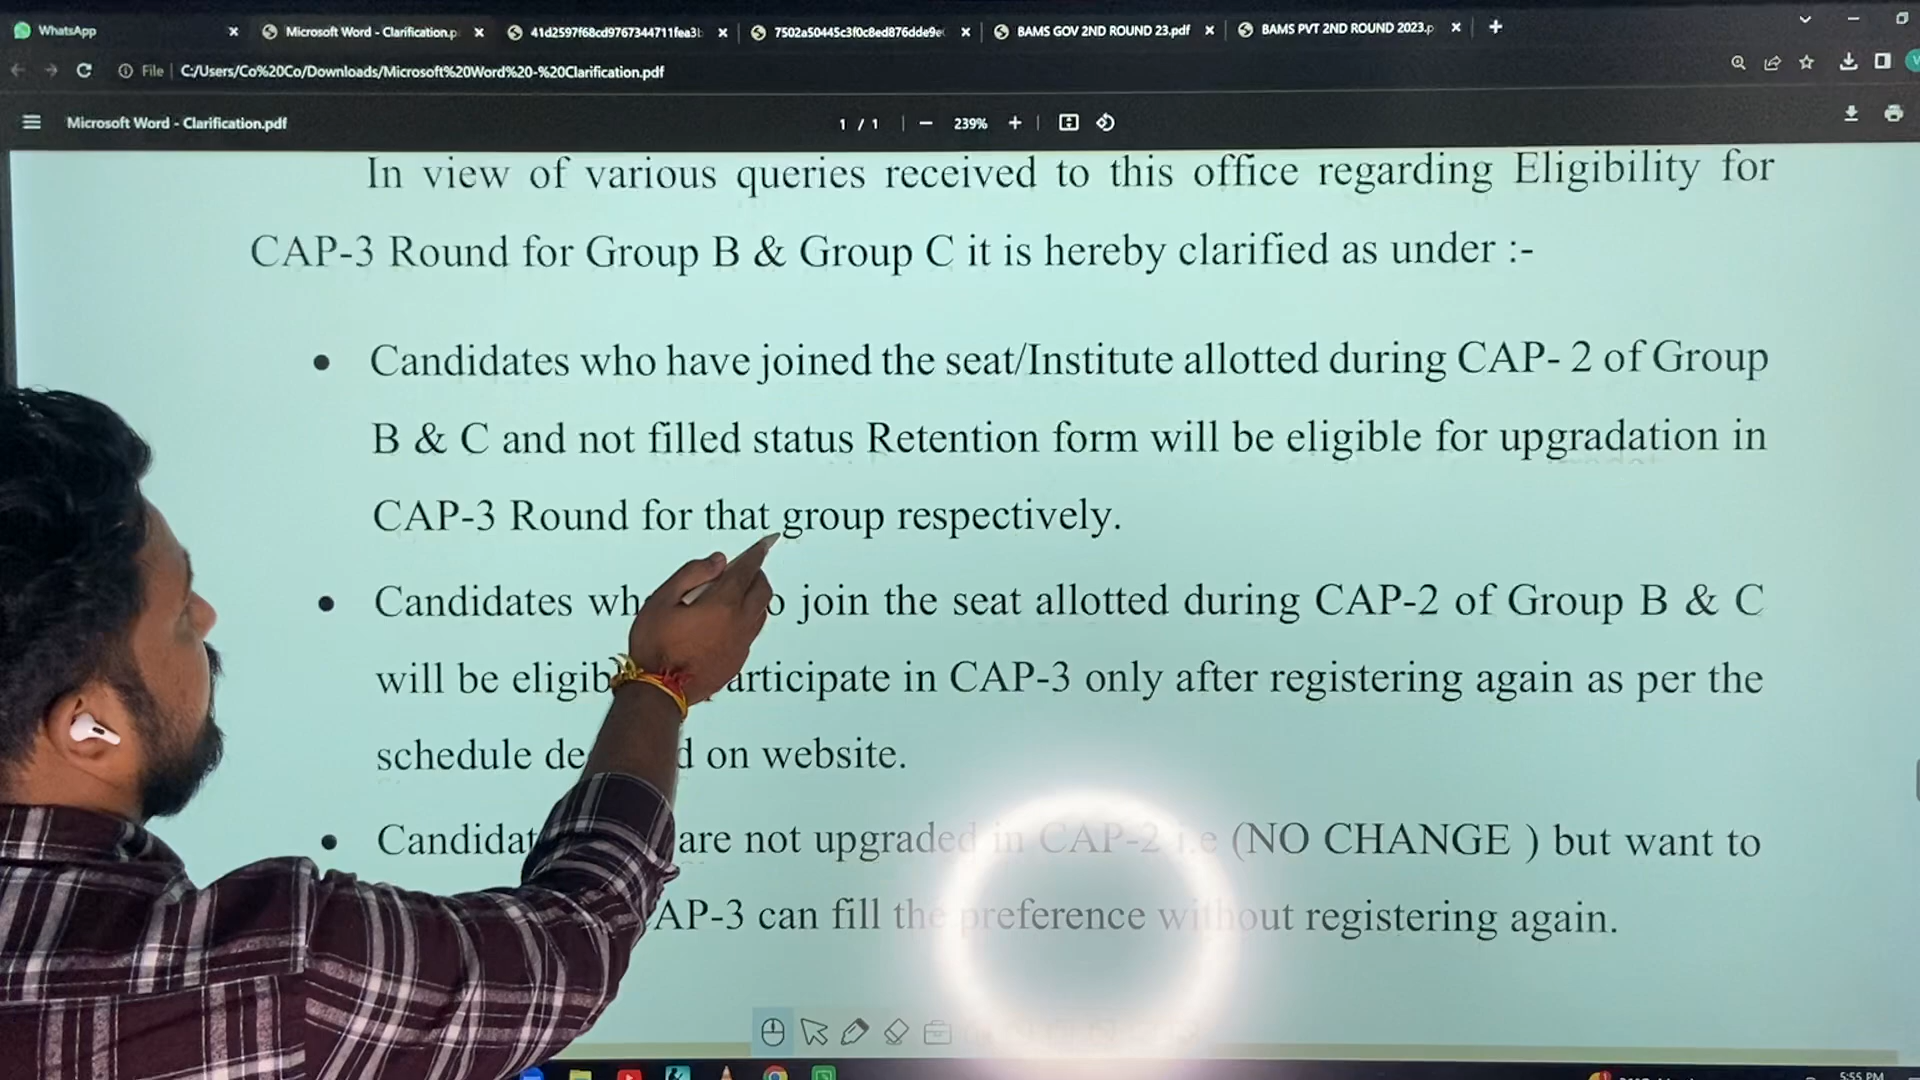 WhatsApp
Microsoft Word - Clarification.p
41d2597f68cd9767344711fea3b
7502a50445c3f0c8ed876dde9e
BAMS GOV 2ND ROUND 23.pdf
BAMS PVT 2ND ROUND 2023.p
File C:/Users/Co%20Co/Downloads/Microsoft%20Word%20-%20Clarification.pdf
Microsoft Word - Clarification.pdf
1 / 1
239%
In view of various queries received to this office regarding Eligibility for
CAP-3 Round for Group B & Group C it is hereby clarified as under :-
• Candidates who have joined the seat/Institute allotted during CAP- 2 of Group
B & C and not filled status Retention form will be eligible for upgradation in
CAP-3 Round for that group respectively.
• Candidates join the seat allotted during CAP-2 of Group B & C
will be in CAP-3 only after registering again as per the
schedule on website.
• are not upgraded in CAP-2 i.e (NO CHANGE ) but want to
AP-3 can fill the preference without registering again.
5:55 PM